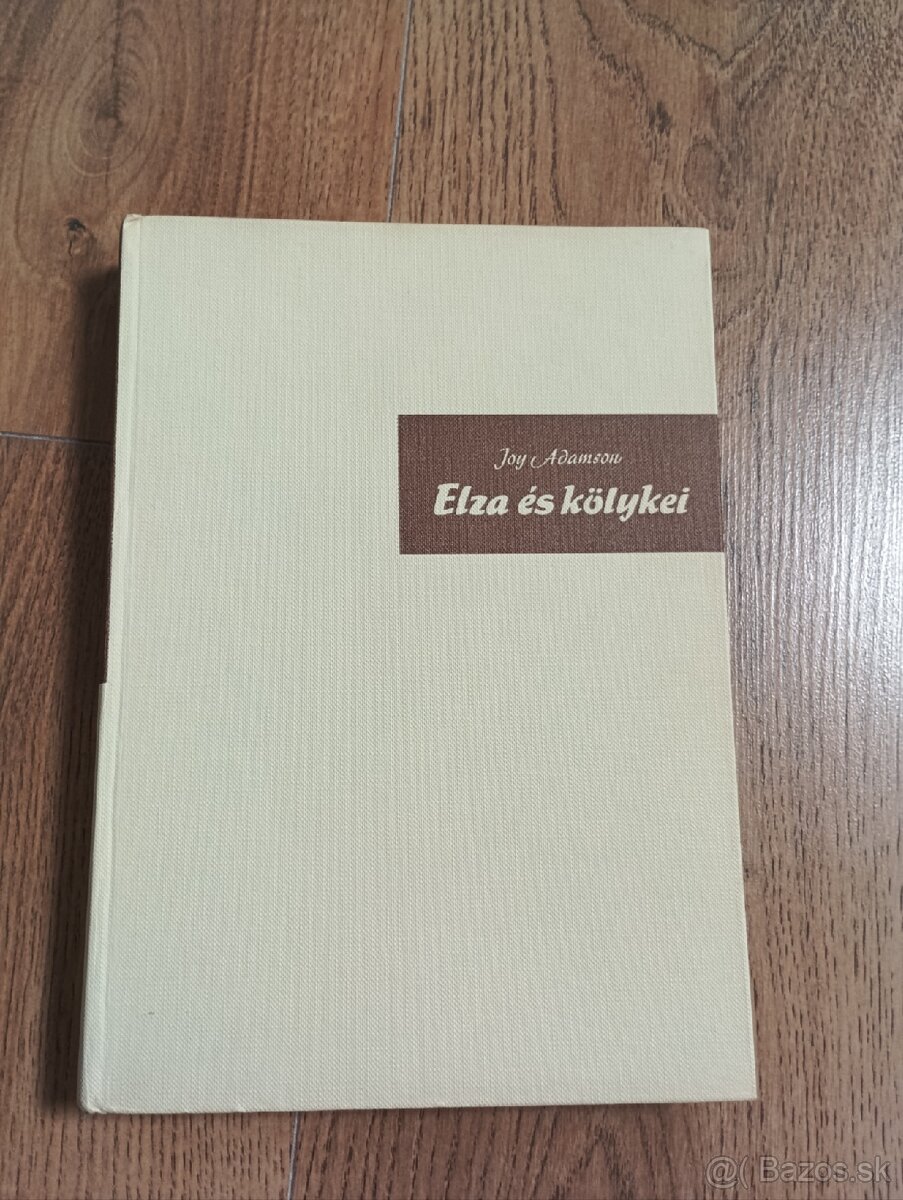 Joy Adamson
Elza és kölykei
@( Bazos.sk